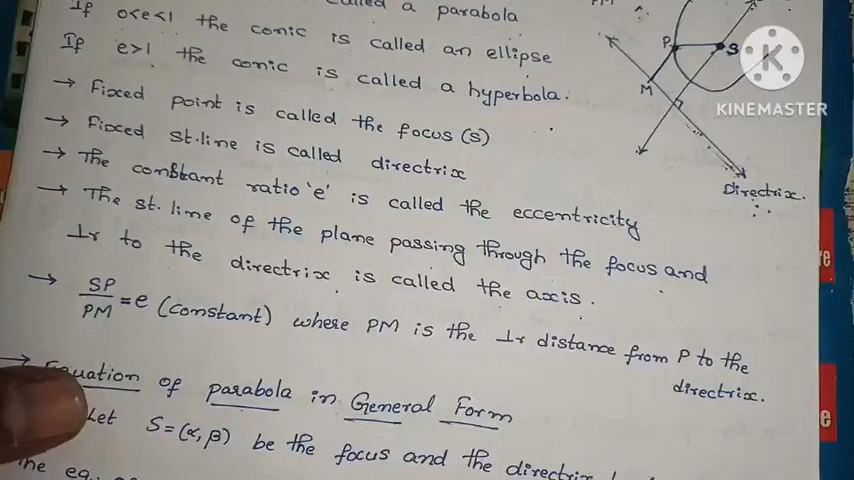 called a parabola
If 0<e<1 the conic is called an ellipse
If e>1 the conic is called a hyperbola.
→ Fixed point is called the focus (S)
→ Fixed st.line is called directrix
→ The constant ratio 'e' is called the eccentricity
→ The st. line of the plane passing through the focus and
⊥r to the directrix is called the axis.
→ SP/PM = e (constant) where PM is the ⊥r distance from P to the
directrix.
→ Equation of parabola in General Form
Let S=(α,β) be the focus and the directrix
the eq.
P
S
M
Directrix.
K
KINEMASTER
e
e